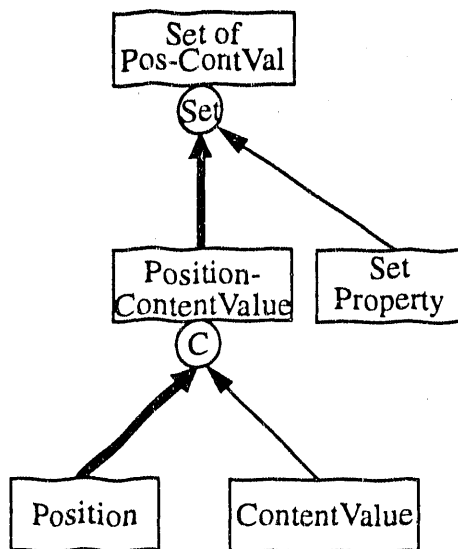 Set of
Pos-ContVal
Set
Position-
ContentValue
Set
Property
C
Position
ContentValue